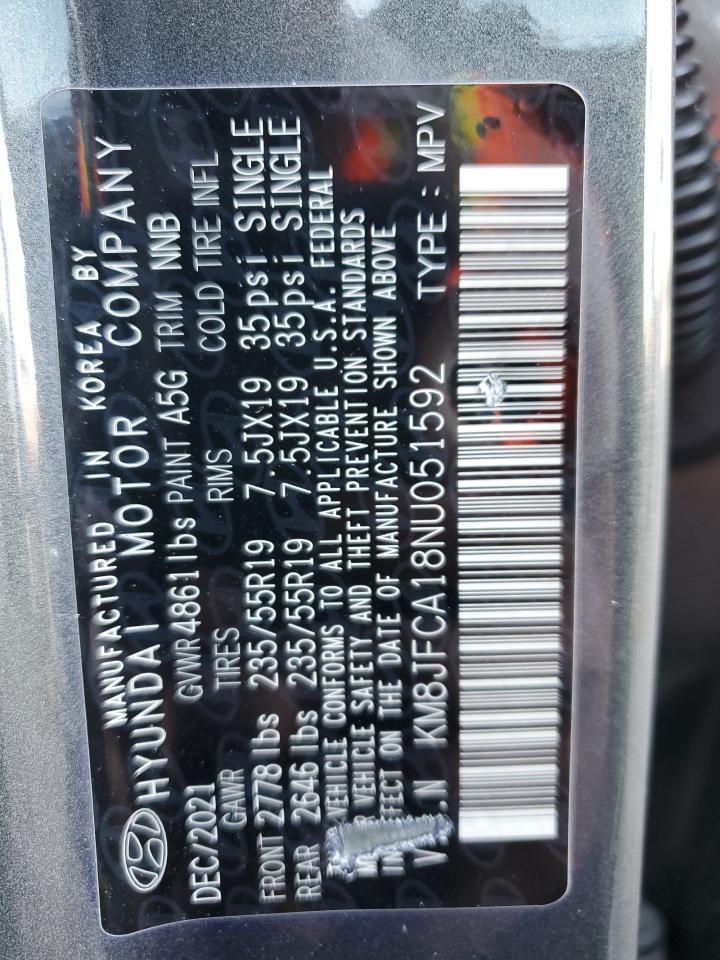 MANUFACTURED IN KOREA BY
HYUNDAI MOTOR COMPANY
DEC/2021 GVWR 4861lbs PAINT A5G TRIM NNB
GAWR TIRES RIMS COLD TIRE INFL
FRONT 2778 lbs 235/55R19 7.5JX19 35psi SINGLE
REAR 2646 lbs 235/55R19 7.5JX19 35psi SINGLE
VEHICLE CONFORMS TO ALL APPLICABLE U.S.A. FEDERAL
VEHICLE SAFETY AND THEFT PREVENTION STANDARDS
ON THE DATE OF MANUFACTURE SHOWN ABOVE
KM8JFCA18NU051592 TYPE : MPV